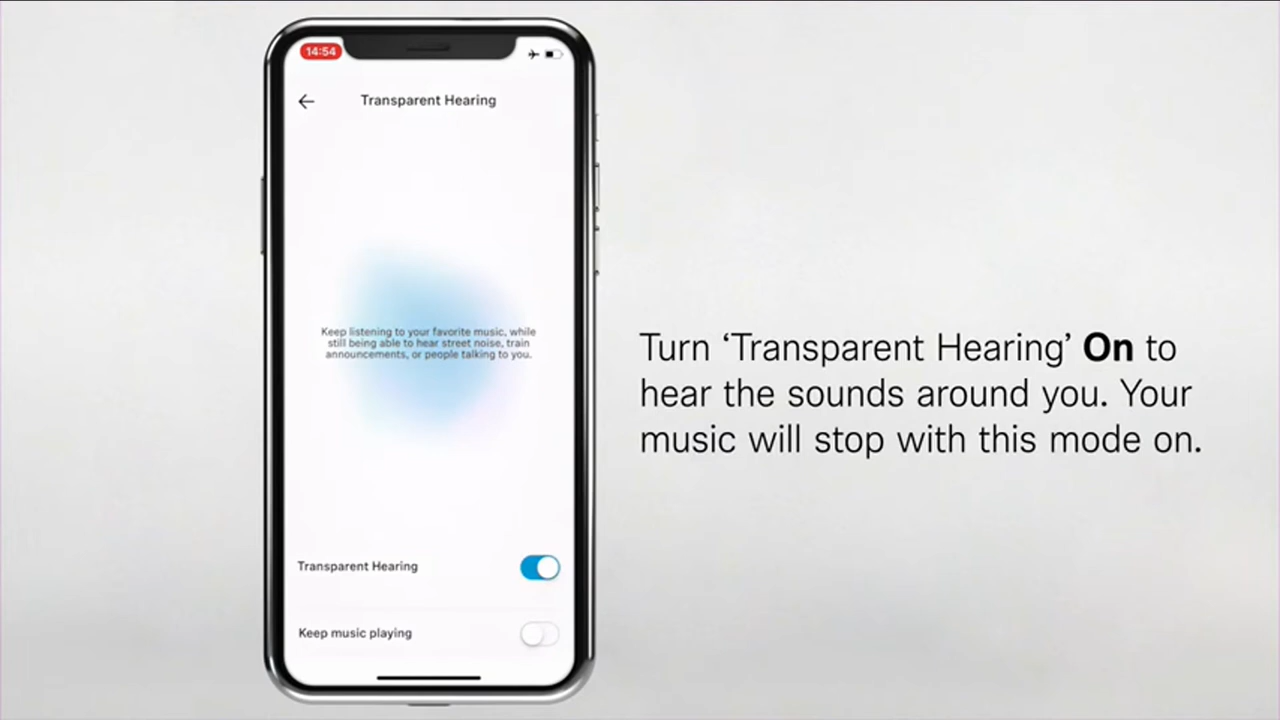 14:54
Transparent Hearing
Keep listening to your favorite music, while
still being able to hear street noise, train
announcements, or people talking to you.
Transparent Hearing
Keep music playing
Turn ‘Transparent Hearing’ On to
hear the sounds around you. Your
music will stop with this mode on.